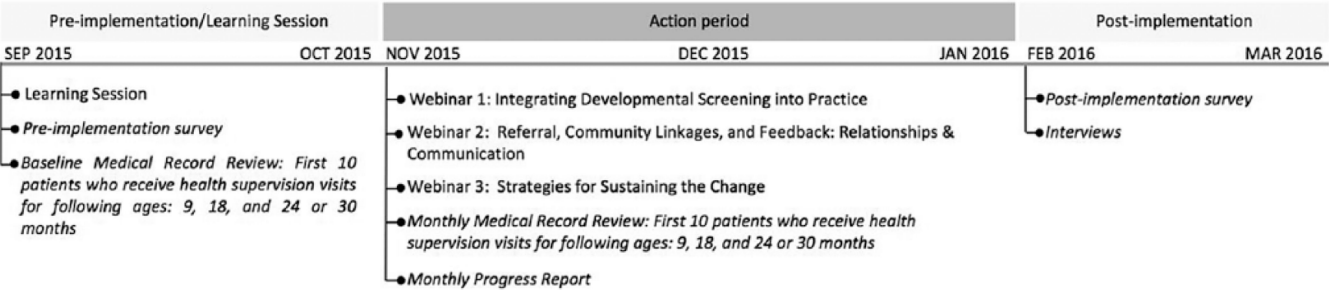 Pre-implementation/Learning Session
Action period
Post-implementation
SEP 2015
OCT 2015
NOV 2015
DEC 2015
JAN 2016
FEB 2016
MAR 2016
Learning Session
Pre-implementation survey
Baseline Medical Record Review: First 10
patients who receive health supervision visits
for following ages: 9, 18, and 24 or 30
months
Webinar 1: Integrating Developmental Screening into Practice
Webinar 2: Referral, Community Linkages, and Feedback: Relationships &
Communication
Webinar 3: Strategies for Sustaining the Change
Monthly Medical Record Review: First 10 patients who receive health
supervision visits for following ages: 9, 18, and 24 or 30 months
Monthly Progress Report
Post-implementation survey
Interviews